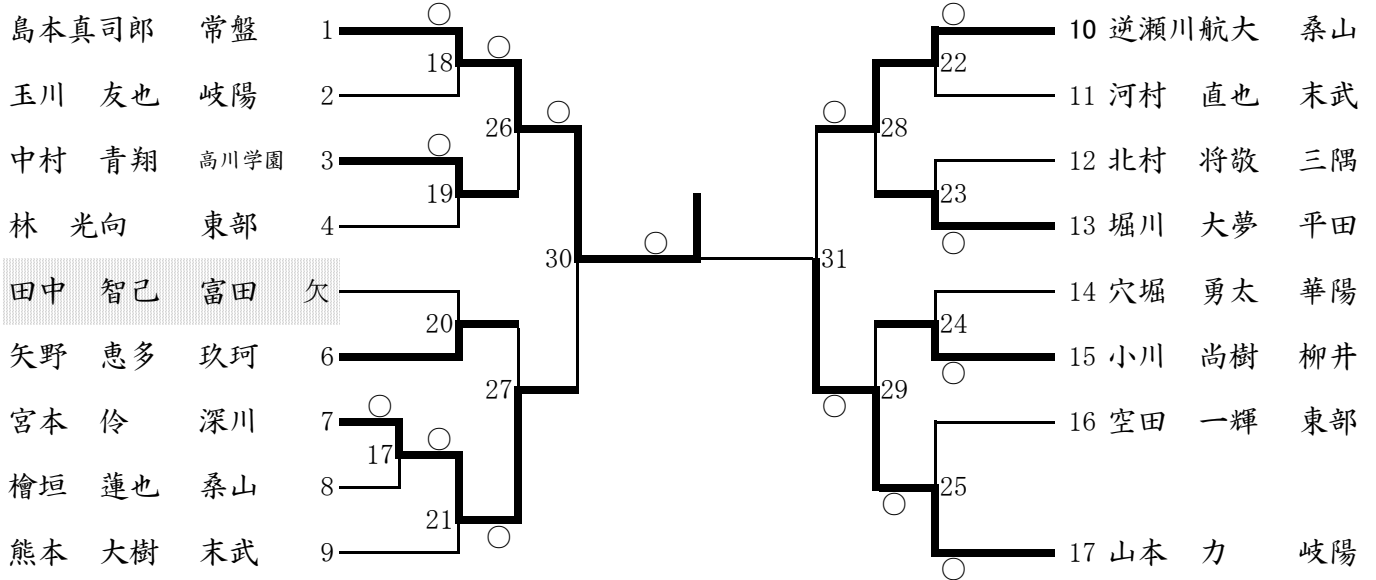 島本真司郎 常盤 1
玉川 友也 岐陽 2
中村 青翔 高川学園 3
林 光向 東部 4
田中 智己 富田 欠
矢野 恵多 玖珂 6
宮本 伶 深川 7
檜垣 蓮也 桑山 8
熊本 大樹 末武 9
18
19
20
17
21
26
27
30
31
28
29
22
23
24
25
10 逆瀬川航大 桑山
11 河村 直也 末武
12 北村 将敬 三隅
13 堀川 大夢 平田
14 穴堀 勇太 華陽
15 小川 尚樹 柳井
16 空田 一輝 東部
17 山本 力 岐陽